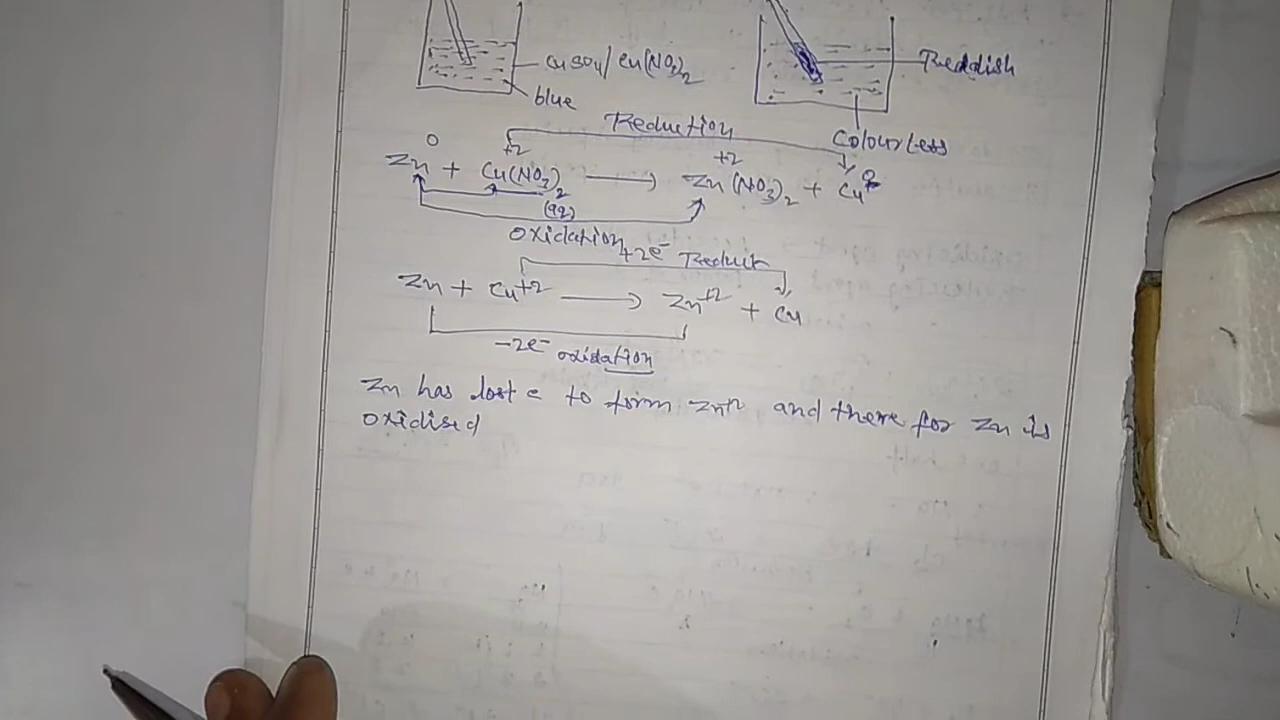 CuSO4/Cu(NO3)2
blue
Reddish
Colourless
Reduction
0 +2 +2
Zn + Cu(NO3)2 ⟶ Zn(NO3)2 + Cu0
(aq)
oxidation
+2e- Reduct
Zn + Cu+2 ⟶ Zn+2 + Cu
-2e- oxidation
Zn has lost e to form Zn+2 and there for Zn is
oxidised